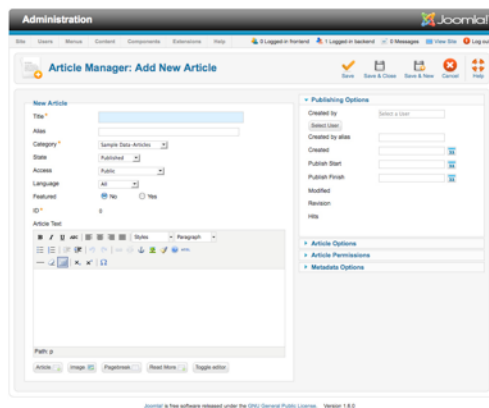 Administration
Joomla!
Site Users Menus Content Components Extensions Help
0 Logged-in frontend 1 Logged-in backend 0 Messages View Site Log out
Article Manager: Add New Article
Save Save & Close Save & New Cancel Help
New Article
Title *
Alias
Category * Sample Data-Articles
State Published
Access Public
Language All
Featured No Yes
ID * 0
Article Text
B I U ABC Styles Paragraph
HTML
Path: p
Article Image Pagebreak Read More Toggle editor
Publishing Options
Created by Select a User
Select User
Created by alias
Created
Publish Start
Publish Finish
Modified
Revision
Hits
Article Options
Article Permissions
Metadata Options
Joomla! is free software released under the GNU General Public License. Version 1.6.0